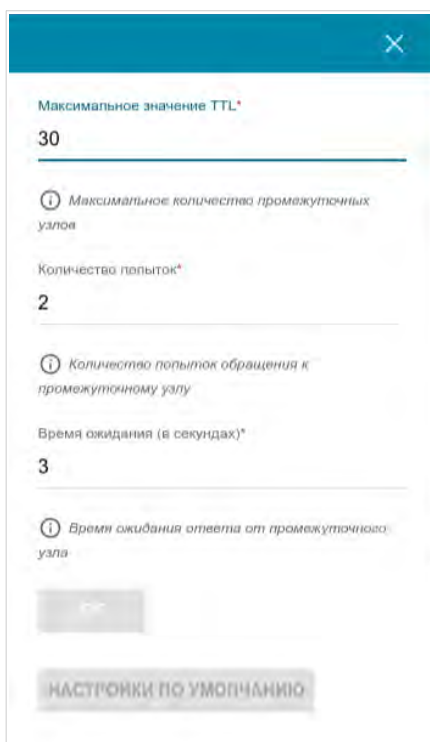 Максимальное значение TTL*
30
Максимальное количество промежуточных
узлов
Количество попыток*
2
Количество попыток обращения к
промежуточному узлу
Время ожидания (в секундах)*
3
Время ожидания ответа от промежуточного
узла
НАСТРОЙКИ ПО УМОЛЧАНИЮ